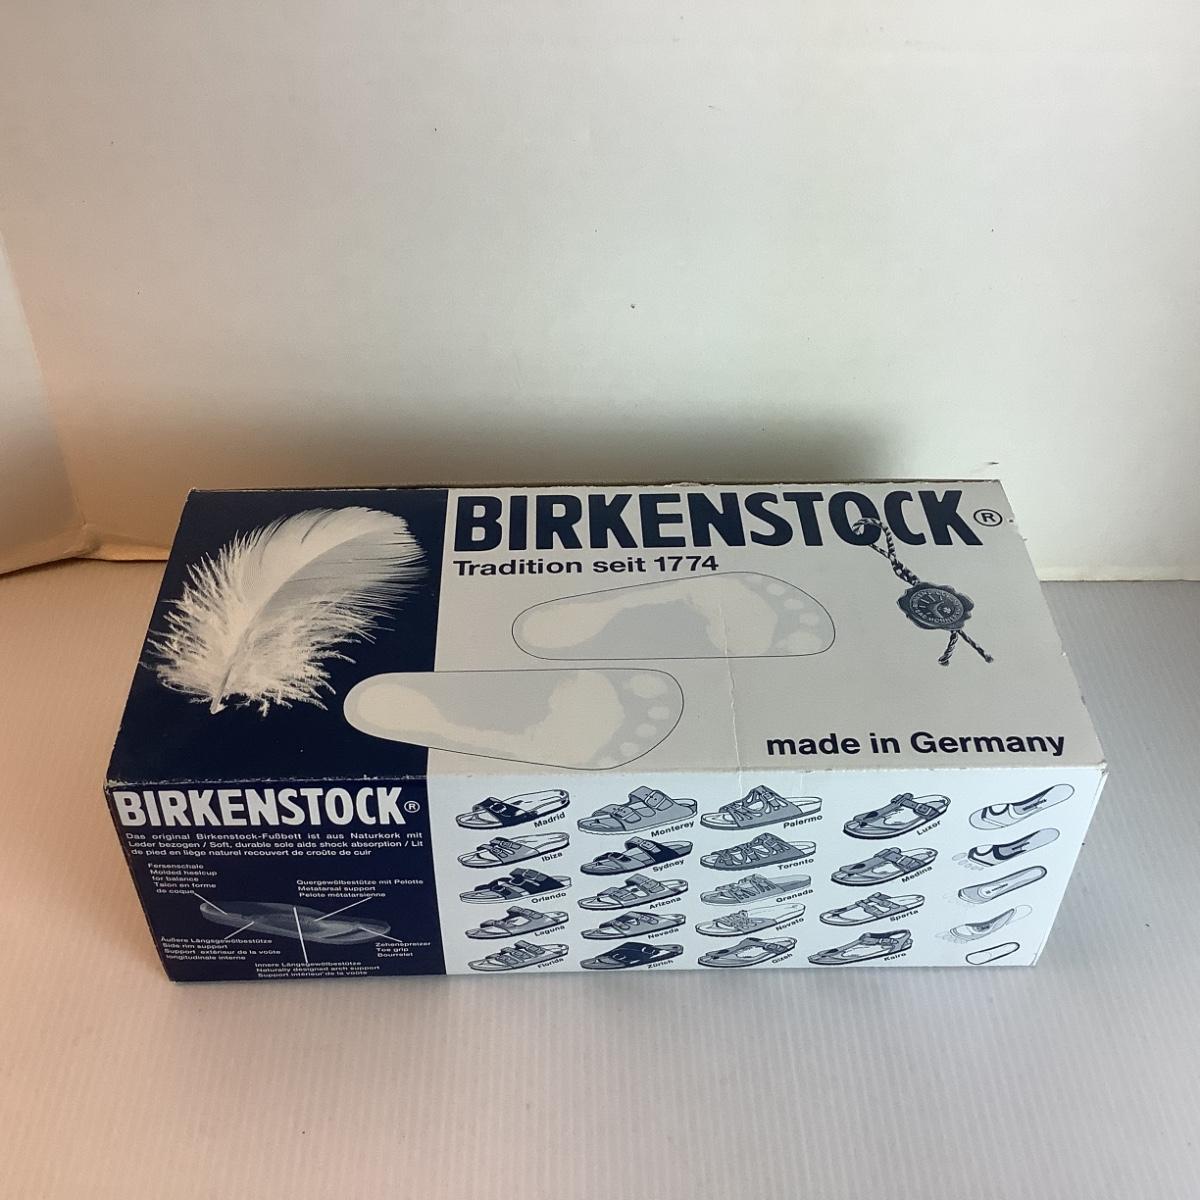 BIRKENSTOCK®
Tradition seit 1774
made in Germany
BIRKENSTOCK®
Das original Birkenstock-Fußbett ist aus Naturkork mit
Leder bezogen / Soft, durable sole aids shock absorption / Lit
de pied en liège naturel recouvert de croûte de cuir
Fersenschale
Molded heelcup
for balance
Talon en forme
de coque
Quergewölbestütze mit Pelotte
Metatarsal support
Pelote métatarsienne
Äußere Längsgewölbestütze
Side rim support
Support extérieur de la voûte
longitudinale interne
Zehengreifer
Toe grip
Bourrelet
Innere Längsgewölbestütze
Naturally designed arch support
Support intérieur de la voûte
Madrid
Ibiza
Orlando
Laguna
Florida
Monterey
Sydney
Arizona
Nevada
Zürich
Palermo
Toronto
Granada
Novato
Gizeh
Luxor
Medina
Sparta
Kairo